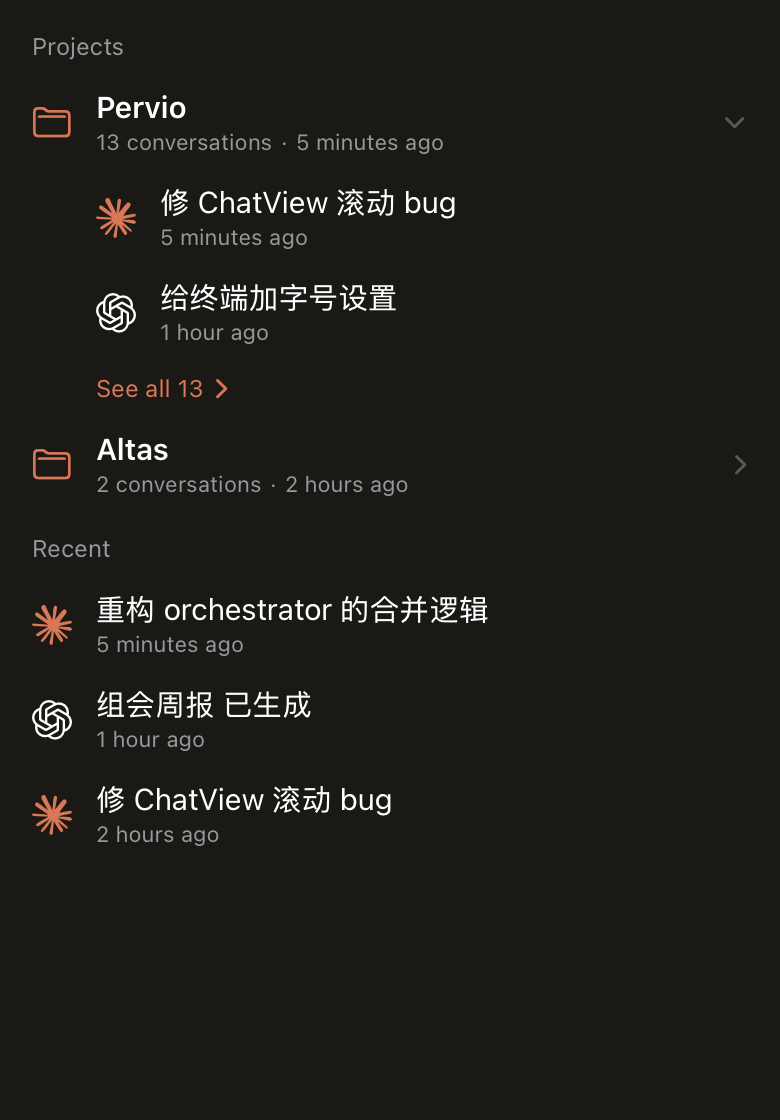 Projects
Pervio
13 conversations · 5 minutes ago
修 ChatView 滚动 bug
5 minutes ago
给终端加字号设置
1 hour ago
See all 13
Altas
2 conversations · 2 hours ago
Recent
重构 orchestrator 的合并逻辑
5 minutes ago
组会周报 已生成
1 hour ago
修 ChatView 滚动 bug
2 hours ago